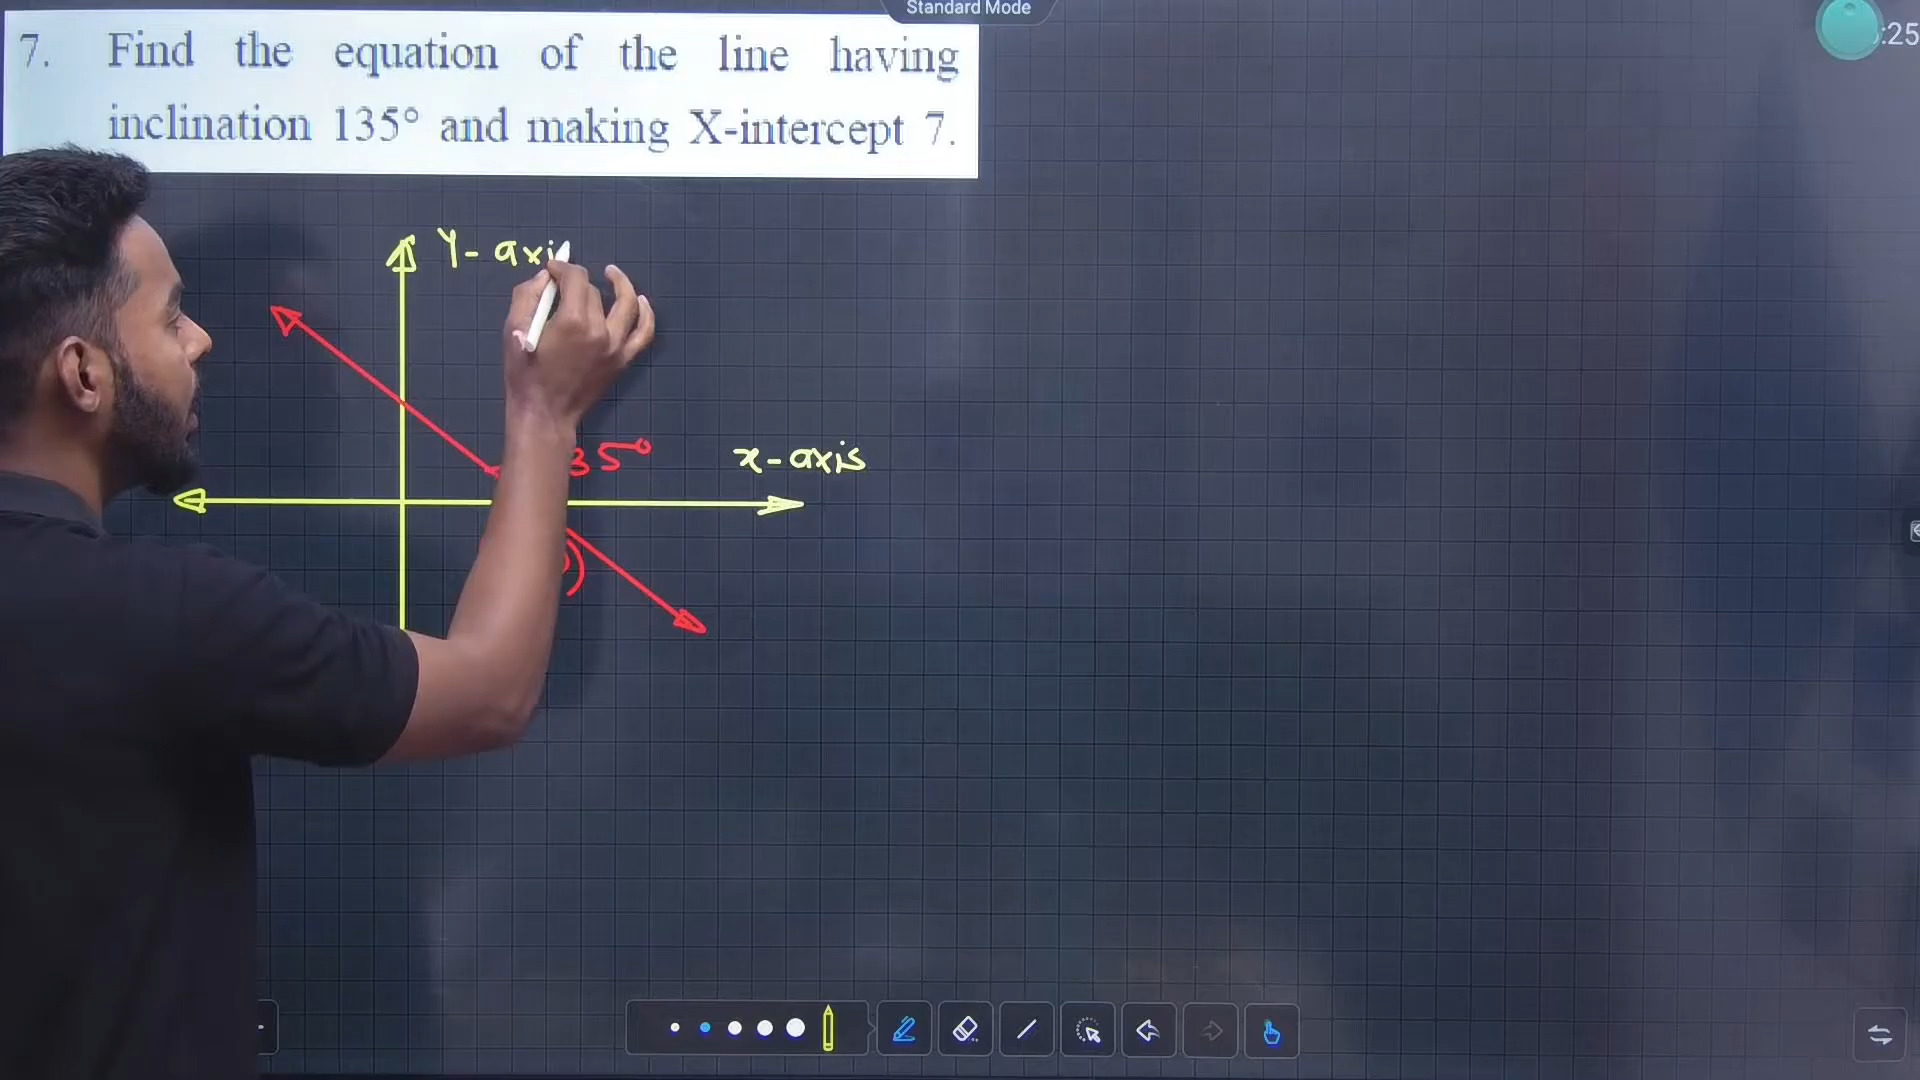 Standard Mode
:25
7. Find the equation of the line having
inclination 135° and making X-intercept 7.
Y-axi
35°
x-axis